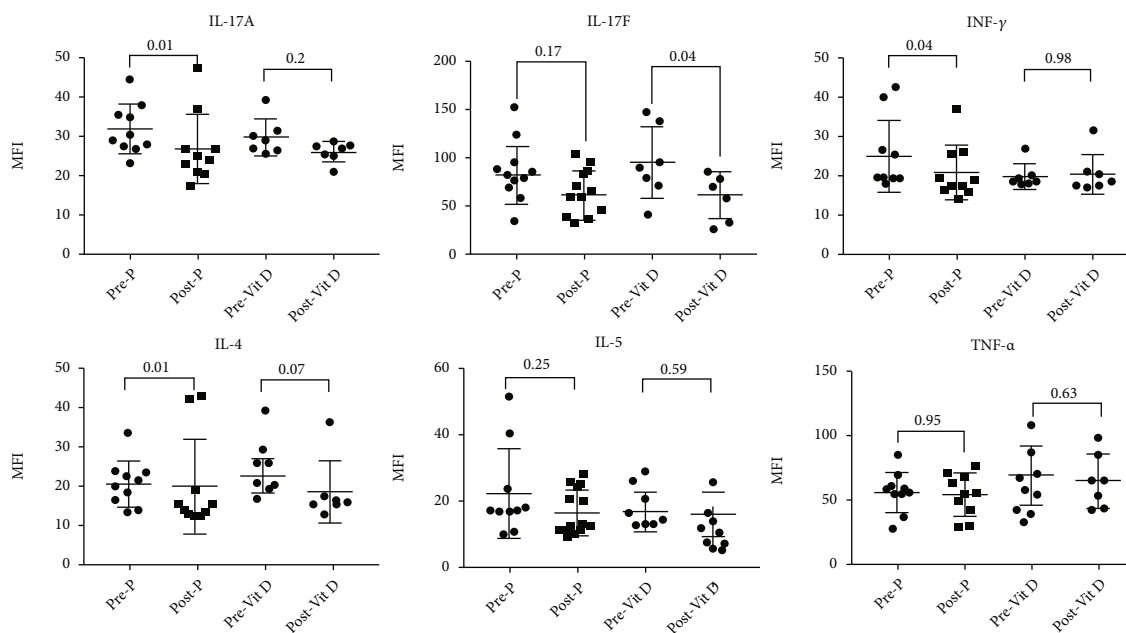 IL-17A
0.01
0.2
50
40
30
20
10
0
MFI
Pre-P
Post-P
Pre-Vit D
Post-Vit D
IL-17F
0.17
0.04
200
150
100
50
0
MFI
Pre-P
Post-P
Pre-Vit D
Post-Vit D
INF-γ
0.04
0.98
50
40
30
20
10
0
MFI
Pre-P
Post-P
Pre-Vit D
Post-Vit D
IL-4
0.01
0.07
50
40
30
20
10
0
MFI
Pre-P
Post-P
Pre-Vit D
Post-Vit D
IL-5
0.25
0.59
60
40
20
0
MFI
Pre-P
Post-P
Pre-Vit D
Post-Vit B
TNF-α
0.95
0.63
150
100
50
0
MFI
Pre-P
Post-P
Pre-Vit D
Post-Vit D